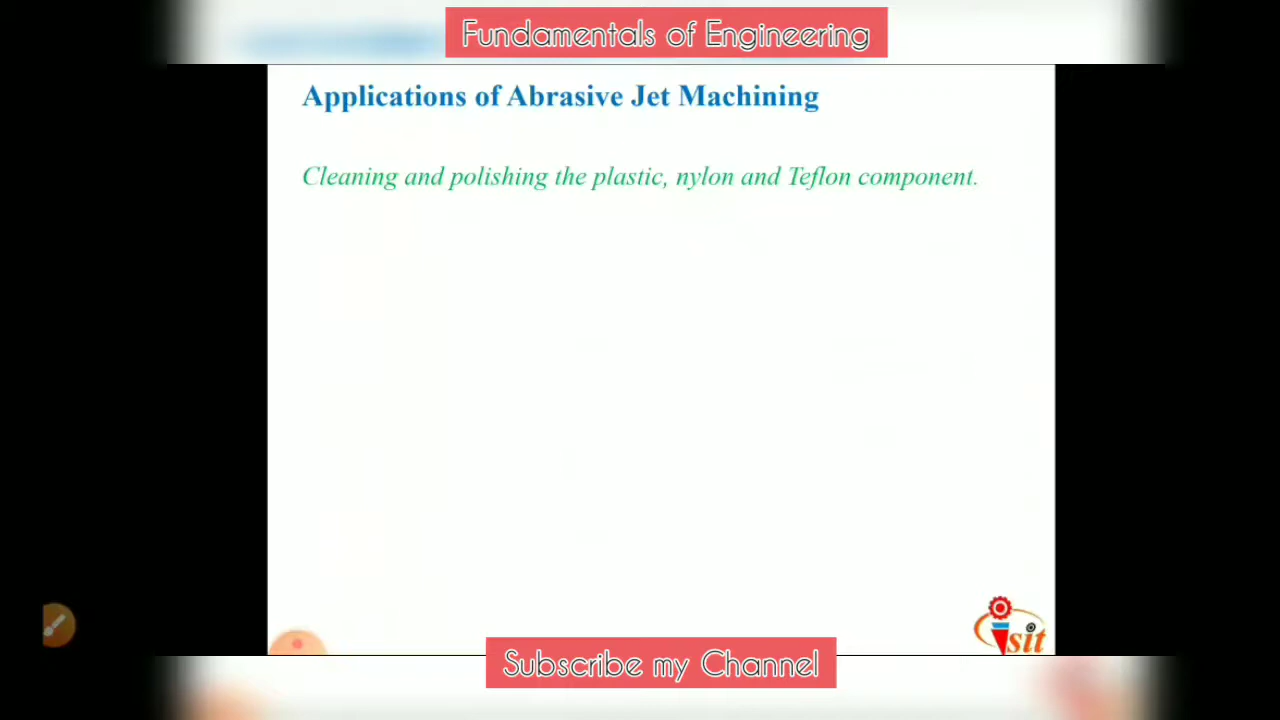 Fundamentals of Engineering
Applications of Abrasive Jet Machining
Cleaning and polishing the plastic, nylon and Teflon component.
sit
Subscribe my Channel